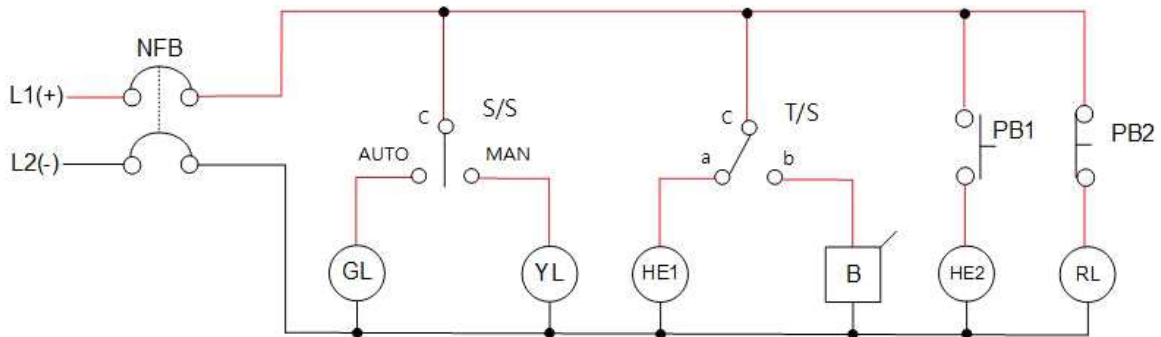 NFB
L1(+)
L2(-)
C
S/S
AUTO
MAN
GL
YL
C
T/S
a
b
HE1
B
PB1
PB2
HE2
RL